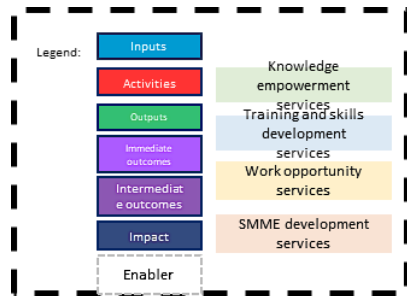 Legend:
Inputs
Activities
Outputs
Immediate
outcomes
Intermediat
e outcomes
Impact
Enabler
Knowledge
empowerment
services
Training and skills
development
services
Work opportunity
services
SMME development
services